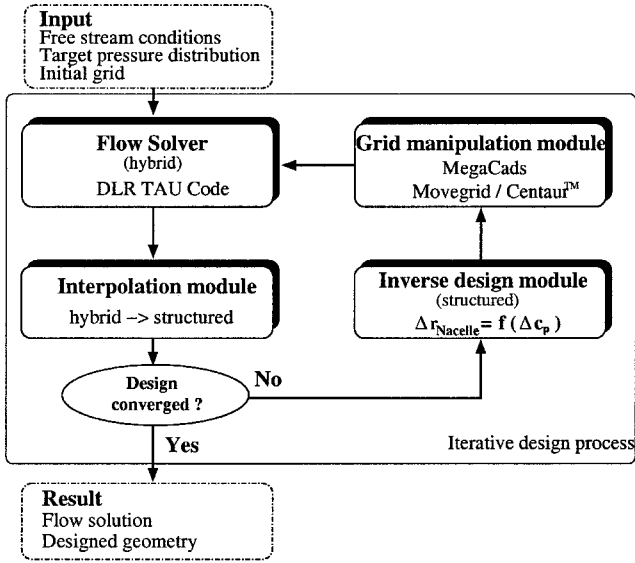 Input
Free stream conditions
Target pressure distribution
Initial grid
Flow Solver
(hybrid)
DLR TAU Code
Grid manipulation module
MegaCads
Movegrid / Centaur™
Interpolation module
hybrid –> structured
Inverse design module
(structured)
Δ r_Nacelle = f ( Δ c_p )
Design
converged ?
No
Yes
Iterative design process
Result
Flow solution
Designed geometry